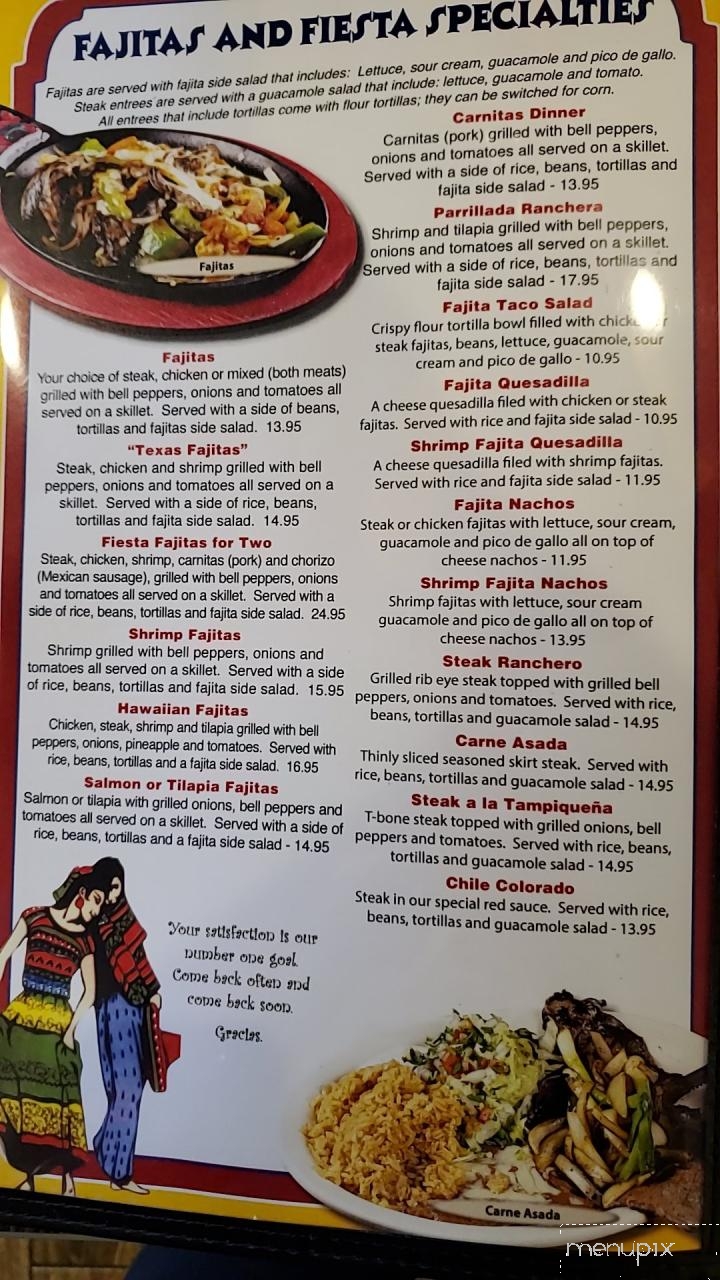 FAJITAS AND FIESTA SPECIALTIES
Fajitas are served with fajita side salad that includes: Lettuce, sour cream, guacamole and pico de gallo.
Steak entrees are served with a guacamole salad that include: lettuce, guacamole and tomato.
All entrees that include tortillas come with flour tortillas; they can be switched for corn.
Fajitas
Fajitas
Your choice of steak, chicken or mixed (both meats)
grilled with bell peppers, onions and tomatoes all
served on a skillet. Served with a side of beans,
tortillas and fajitas side salad. 13.95
"Texas Fajitas"
Steak, chicken and shrimp grilled with bell
peppers, onions and tomatoes all served on a
skillet. Served with a side of rice, beans,
tortillas and fajita side salad. 14.95
Fiesta Fajitas for Two
Steak, chicken, shrimp, carnitas (pork) and chorizo
(Mexican sausage), grilled with bell peppers, onions
and tomatoes all served on a skillet. Served with a
side of rice, beans, tortillas and fajita side salad. 24.95
Shrimp Fajitas
Shrimp grilled with bell peppers, onions and
tomatoes all served on a skillet. Served with a side
of rice, beans, tortillas and fajita side salad. 15.95
Hawaiian Fajitas
Chicken, steak, shrimp and tilapia grilled with bell
peppers, onions, pineapple and tomatoes. Served with
rice, beans, tortillas and a fajita side salad. 16.95
Salmon or Tilapia Fajitas
Salmon or tilapia with grilled onions, bell peppers and
tomatoes all served on a skillet. Served with a side of
rice, beans, tortillas and a fajita side salad - 14.95
Your satisfaction is our
number one goal.
Come back often and
come back soon.
Gracias.
Carnitas Dinner
Carnitas (pork) grilled with bell peppers,
onions and tomatoes all served on a skillet.
Served with a side of rice, beans, tortillas and
fajita side salad - 13.95
Parrillada Ranchera
Shrimp and tilapia grilled with bell peppers,
onions and tomatoes all served on a skillet.
Served with a side of rice, beans, tortillas and
fajita side salad - 17.95
Fajita Taco Salad
Crispy flour tortilla bowl filled with
steak fajitas, beans, lettuce, guacamole, sour
cream and pico de gallo - 10.95
Fajita Quesadilla
A cheese quesadilla filed with chicken or steak
fajitas. Served with rice and fajita side salad - 10.95
Shrimp Fajita Quesadilla
A cheese quesadilla filed with shrimp fajitas.
Served with rice and fajita side salad - 11.95
Fajita Nachos
Steak or chicken fajitas with lettuce, sour cream,
guacamole and pico de gallo all on top of
cheese nachos - 11.95
Shrimp Fajita Nachos
Shrimp fajitas with lettuce, sour cream
guacamole and pico de gallo all on top of
cheese nachos - 13.95
Steak Ranchero
Grilled rib eye steak topped with grilled bell
peppers, onions and tomatoes. Served with rice,
beans, tortillas and guacamole salad - 14.95
Carne Asada
Thinly sliced seasoned skirt steak. Served with
rice, beans, tortillas and guacamole salad - 14.95
Steak a la Tampiqueña
T-bone steak topped with grilled onions, bell
peppers and tomatoes. Served with rice, beans,
tortillas and guacamole salad - 14.95
Chile Colorado
Steak in our special red sauce. Served with rice,
beans, tortillas and guacamole salad - 13.95
Carne Asada
menupix